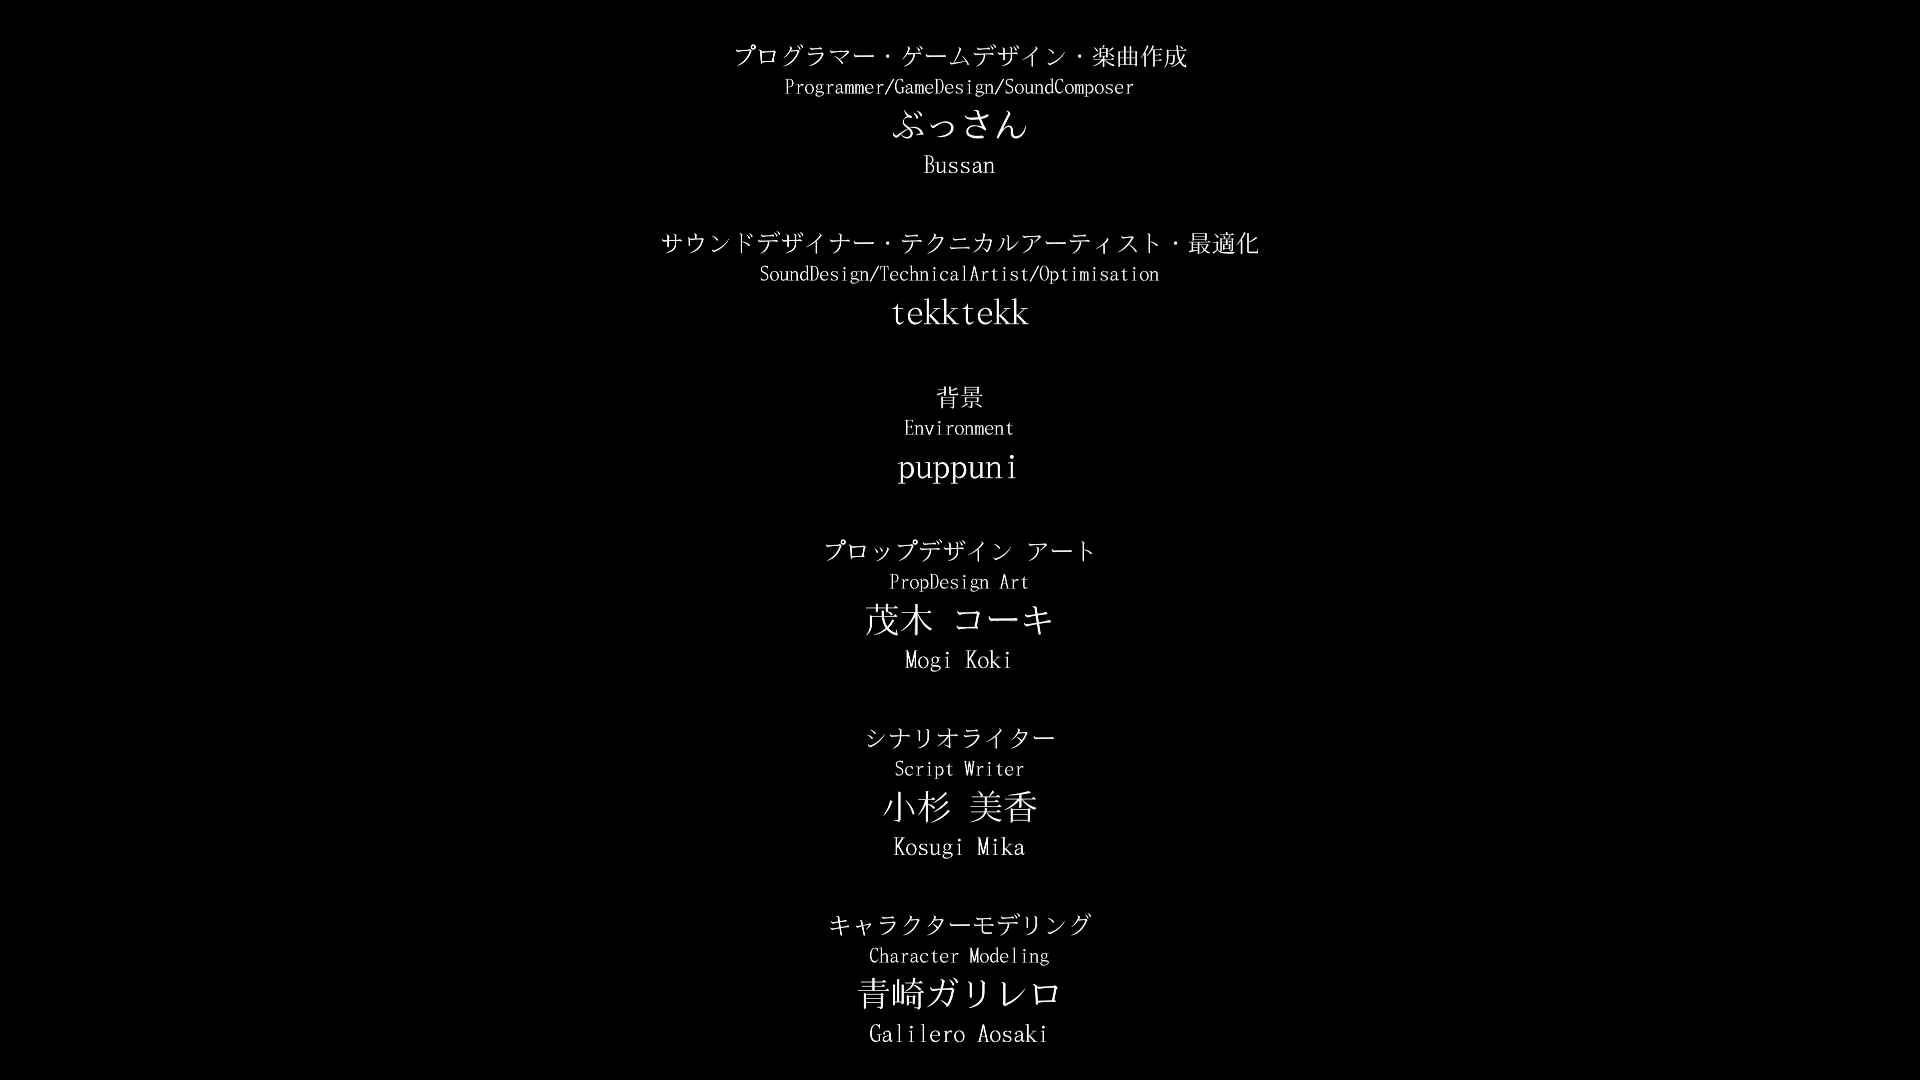 プログラマー・ゲームデザイン・楽曲作成
Programmer/GameDesign/SoundComposer
ぶっさん
Bussan
サウンドデザイナー・テクニカルアーティスト・最適化
SoundDesign/TechnicalArtist/Optimisation
tekktekk
背景
Environment
puppuni
プロップデザイン アート
PropDesign Art
茂木 コーキ
Mogi Koki
シナリオライター
Script Writer
小杉 美香
Kosugi Mika
キャラクターモデリング
Character Modeling
青崎ガリレロ
Galilero Aosaki